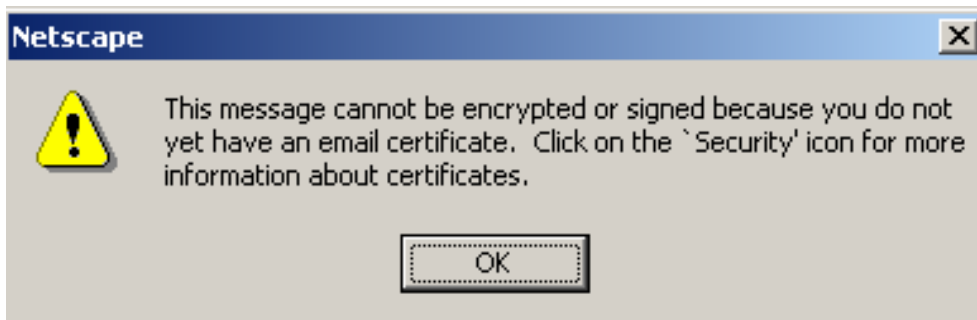 Netscape
This message cannot be encrypted or signed because you do not
yet have an email certificate.  Click on the `Security' icon for more
information about certificates.
OK